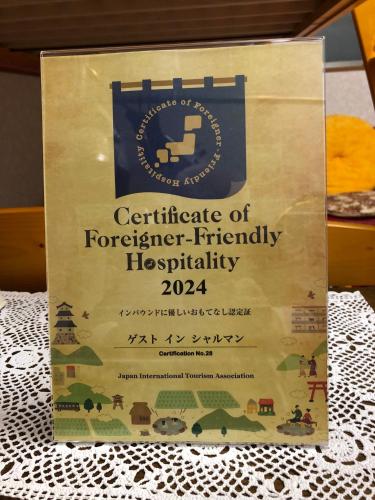 Certificate of Foreigner-Friendly Hospitality
Certificate of
Foreigner-Friendly
Hospitality
2024
インバウンドに優しいおもてなし認定証
ゲスト イン シャルマン
Certification No.28
Japan International Tourism Association